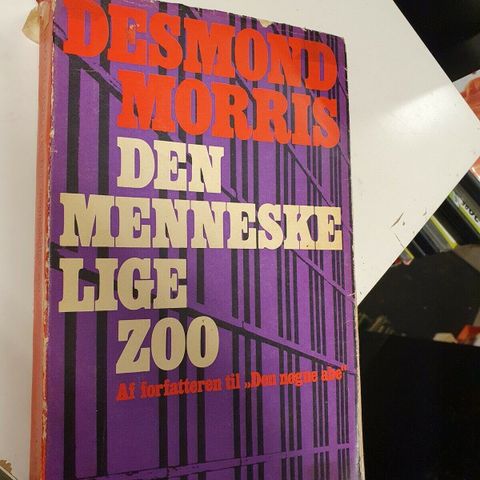 DESMOND
MORRIS
DEN
MENNESKE
LIGE
ZOO
Af forfatteren til „Den nøgne abe"